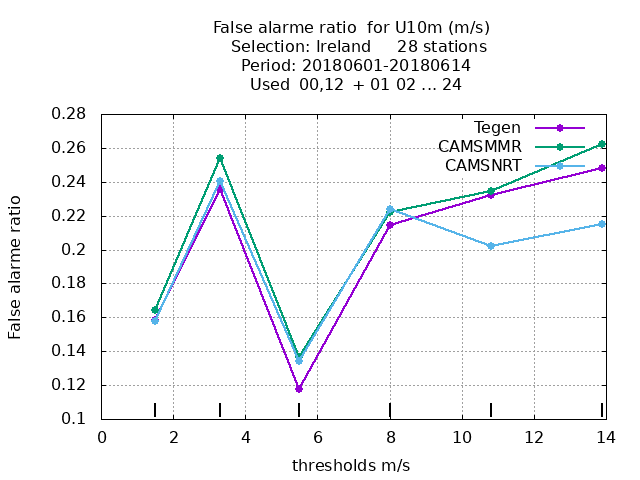 False alarme ratio  for U10m (m/s)
Selection: Ireland     28 stations
Period: 20180601-20180614
Used  00,12  + 01 02 ... 24
False alarme ratio
0.28
0.26
0.24
0.22
0.2
0.18
0.16
0.14
0.12
0.1
Tegen
CAMSMMR
CAMSNRT
0 2 4 6 8 10 12 14
thresholds m/s